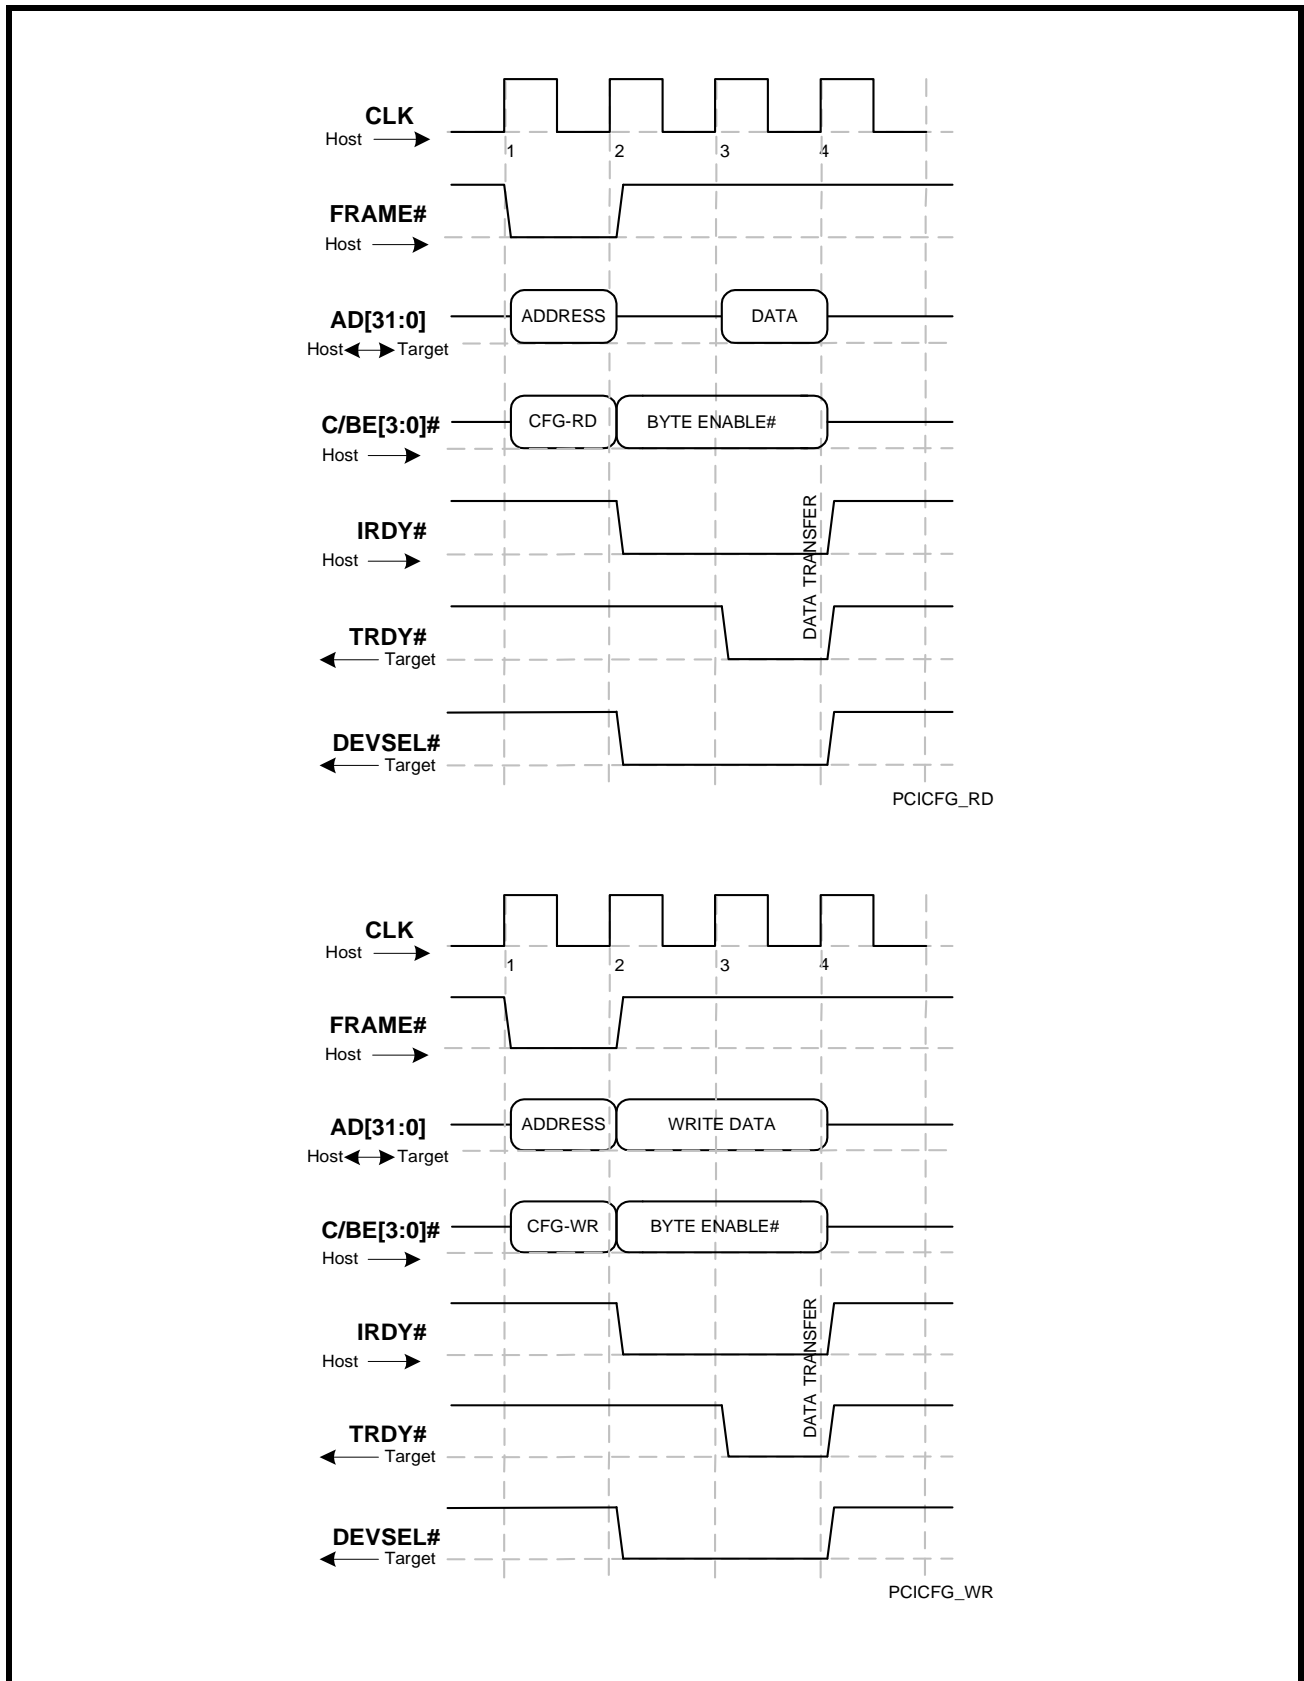 CLK
Host
1 2 3 4
FRAME#
Host
AD[31:0]
ADDRESS DATA
Host Target
C/BE[3:0]#
CFG-RD BYTE ENABLE#
Host
IRDY#
Host
DATA TRANSFER
TRDY#
Target
DEVSEL#
Target
PCICFG_RD
CLK
Host
1 2 3 4
FRAME#
Host
AD[31:0]
ADDRESS WRITE DATA
Host Target
C/BE[3:0]#
CFG-WR BYTE ENABLE#
Host
IRDY#
Host
DATA TRANSFER
TRDY#
Target
DEVSEL#
Target
PCICFG_WR